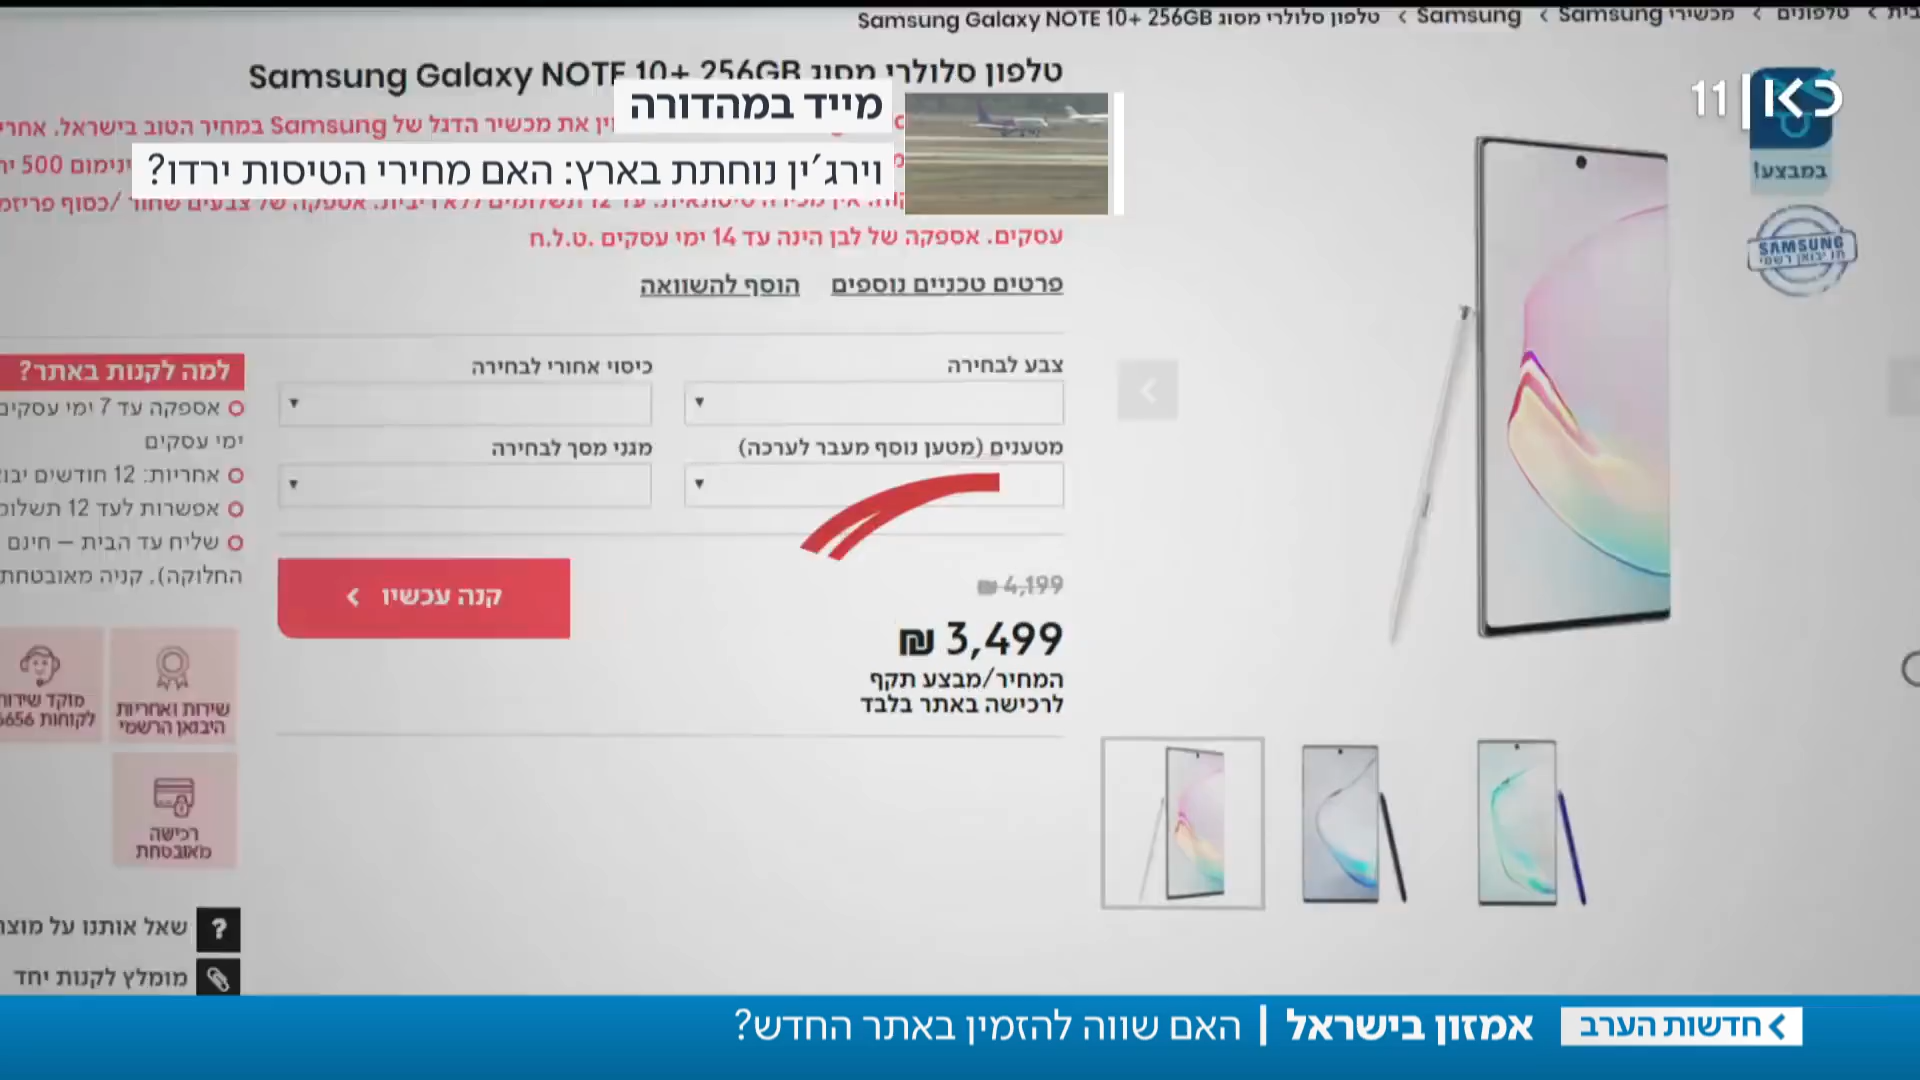 בית > טלפונים > מכשירי Samsung > Samsung > טלפון סלולרי מסוג Samsung Galaxy NOTE 10+ 256GB
טלפון סלולרי מסוג Samsung Galaxy NOTE 10+ 256GB
כאן 11
מייד במהדורה
וירג'ין נוחתת בארץ: האם מחירי הטיסות ירדו?
את מכשיר הדגל של Samsung במחיר הטוב בישראל. אחרי
500
עסקים. אספקה של לבן הינה עד 14 ימי עסקים .ט.ל.ח
במבצע!
SAMSUNG
פרטים טכניים נוספים
הוסף להשוואה
צבע לבחירה
כיסוי אחורי לבחירה
מטענים (מטען נוסף מעבר לערכה)
מגני מסך לבחירה
4,199 ₪
3,499 ₪
המחיר/מבצע תקף
לרכישה באתר בלבד
קנה עכשיו
למה לקנות באתר?
אספקה עד 7 ימי עסקים
ימי עסקים
אחריות: 12 חודשים
אפשרות לעד 12
שליח עד הבית – חינם
החלוקה), קניה מאובטחת
שירות ואחריות
היבואן הרשמי
מוקד שירות
לקוחות
רכישה
מאובטחת
שאל אותנו על
מומלץ לקנות יחד
חדשות הערב
אמזון בישראל | האם שווה להזמין באתר החדש?